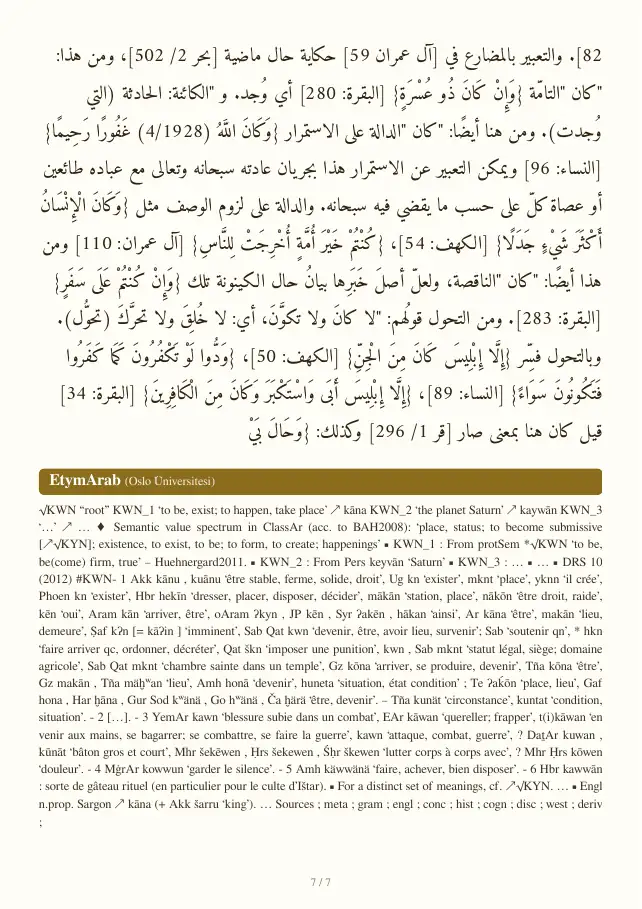 82]. والتعبير بالمضارع في [آل عمران 59] حكاية حال ماضية [بحر 2/ 502]، ومن هذا:
"كان "التامّة {وَإِنْ كَانَ ذُو عُسْرَةٍ} [البقرة: 280] أي وُجد. و "الكائنة: الحادثة (التي
وُجدت). ومن هنا أيضًا: "كان "الدالة على الاستمرار {وَكَانَ اللَّهُ (4/1928) غَفُورًا رَحِيمًا}
[النساء: 96] ويمكن التعبير عن الاستمرار هذا بجريان عادته سبحانه وتعالى مع عباده طائعين
أو عصاة كلّ على حسب ما يقضي فيه سبحانه. والدالة على لزوم الوصف مثل {وَكَانَ الْإِنْسَانُ
أَكْثَرَ شَيْءٍ جَدَلًا} [الكهف: 54]، {كُنْتُمْ خَيْرَ أُمَّةٍ أُخْرِجَتْ لِلنَّاسِ} [آل عمران: 110] ومن
هذا أيضًا: "كان "الناقصة، ولعلّ أصلَ خَبَرِها بيانُ حال الكينونة تلك {وَإِنْ كُنْتُمْ عَلَى سَفَرٍ}
[البقرة: 283]. ومن التحول قولُهم: "لا كانَ ولا تكوَّنَ، أي: لا خُلِقَ ولا تحرَّكَ (تحوُّل).
وبالتحول فسِّر {إِلَّا إِبْلِيسَ كَانَ مِنَ الْجِنِّ} [الكهف: 50]، {وَدُّوا لَوْ تَكْفُرُونَ كَمَا كَفَرُوا
فَتَكُونُونَ سَوَاءً} [النساء: 89]، {إِلَّا إِبْلِيسَ أَبَى وَاسْتَكْبَرَ وَكَانَ مِنَ الْكَافِرِينَ} [البقرة: 34]
قيل كان هنا بمعنى صار [قر 1/ 296] وكذلك: {وَحَالَ بَيْ
EtymArab (Oslo Universitesi)
√KWN “root” KWN_1 ‘to be, exist; to happen, take place’ ↗ kāna KWN_2 ‘the planet Saturn’ ↗ kaywān KWN_3
‘…’ ↗ … ♦ Semantic value spectrum in ClassAr (acc. to BAH2008): ‘place, status; to become submissive
[↗√KYN]; existence, to exist, to be; to form, to create; happenings’ ▪ KWN_1 : From protSem *√KWN ‘to be,
be(come) firm, true’ – Huehnergard2011. ▪ KWN_2 : From Pers keyvān ‘Saturn’ ▪ KWN_3 : … ▪ … ▪ DRS 10
(2012) #KWN- 1 Akk kânu , kuānu ‘être stable, ferme, solide, droit’, Ug kn ‘exister’, mknt ‘place’, yknn ‘il crée’,
Phoen kn ‘exister’, Hbr hekīn ‘dresser, placer, disposer, décider’, mākān ‘station, place’, nākōn ‘être droit, raide’,
kēn ‘oui’, Aram kān ‘arriver, être’, oAram ʔkyn , JP kēn , Syr ʔakēn , hākan ‘ainsi’, Ar kāna ‘être’, makān ‘lieu,
demeure’, Ṣaf kʔn [= kāʔin ] ‘imminent’, Sab Qat kwn ‘devenir, être, avoir lieu, survenir’; Sab ‘soutenir qn’, * hkn
‘faire arriver qc, ordonner, décréter’, Qat škn ‘imposer une punition’, kwn , Sab mknt ‘statut légal, siège; domaine
agricole’, Sab Qat mknt ‘chambre sainte dans un temple’. Gz kōna ‘arriver, se produire, devenir’, Tña kōna ‘être’,
Gz makān , Tña mäḫʷan ‘lieu’, Amh honä ‘devenir’, huneta ‘situation, état condition’ ; Te ʔaḱōn ‘place, lieu’, Gaf
hona , Har ḫāna , Gur Sod kʷänä , Go hʷänä , Ča ḫärä ‘être, devenir’. – Tña kunät ‘circonstance’, kuntat ‘condition,
situation’. - 2 […]. - 3 YemAr kawn ‘blessure subie dans un combat’, EAr kāwan ‘quereller; frapper’, t(i)kāwan ‘en
venir aux mains, se bagarrer; se combattre, se faire la guerre’, kawn ‘attaque, combat, guerre’, ? DaṯAr kuwan ,
kūnāt ‘bâton gros et court’, Mhr šekēwen , Ḥrs šekewen , Śḥr škewen ‘lutter corps à corps avec’, ? Mhr Ḥrs kōwen
‘douleur’. - 4 MġrAr kowwun ‘garder le silence’. - 5 Amh käwwänä ‘faire, achever, bien disposer’. - 6 Hbr kawwān
: sorte de gâteau rituel (en particulier pour le culte d'Ištar). ▪ For a distinct set of meanings, cf. ↗√KYN. … ▪ Engl
n.prop. Sargon ↗ kāna (+ Akk šarru ‘king’). … Sources ; meta ; gram ; engl ; conc ; hist ; cogn ; disc ; west ; deriv
;
7 / 7